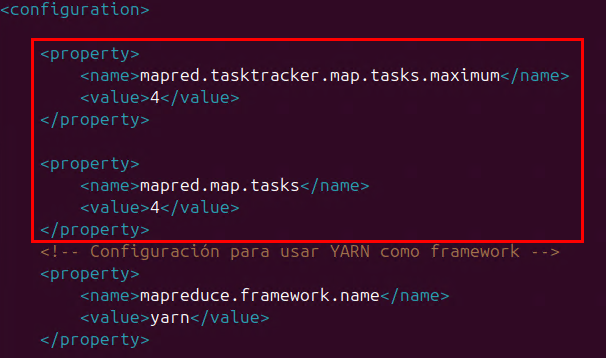 <configuration>
<property>
<name>mapred.tasktracker.map.tasks.maximum</name>
<value>4</value>
</property>
<property>
<name>mapred.map.tasks</name>
<value>4</value>
</property>
<!-- Configuración para usar YARN como framework -->
<property>
<name>mapreduce.framework.name</name>
<value>yarn</value>
</property>